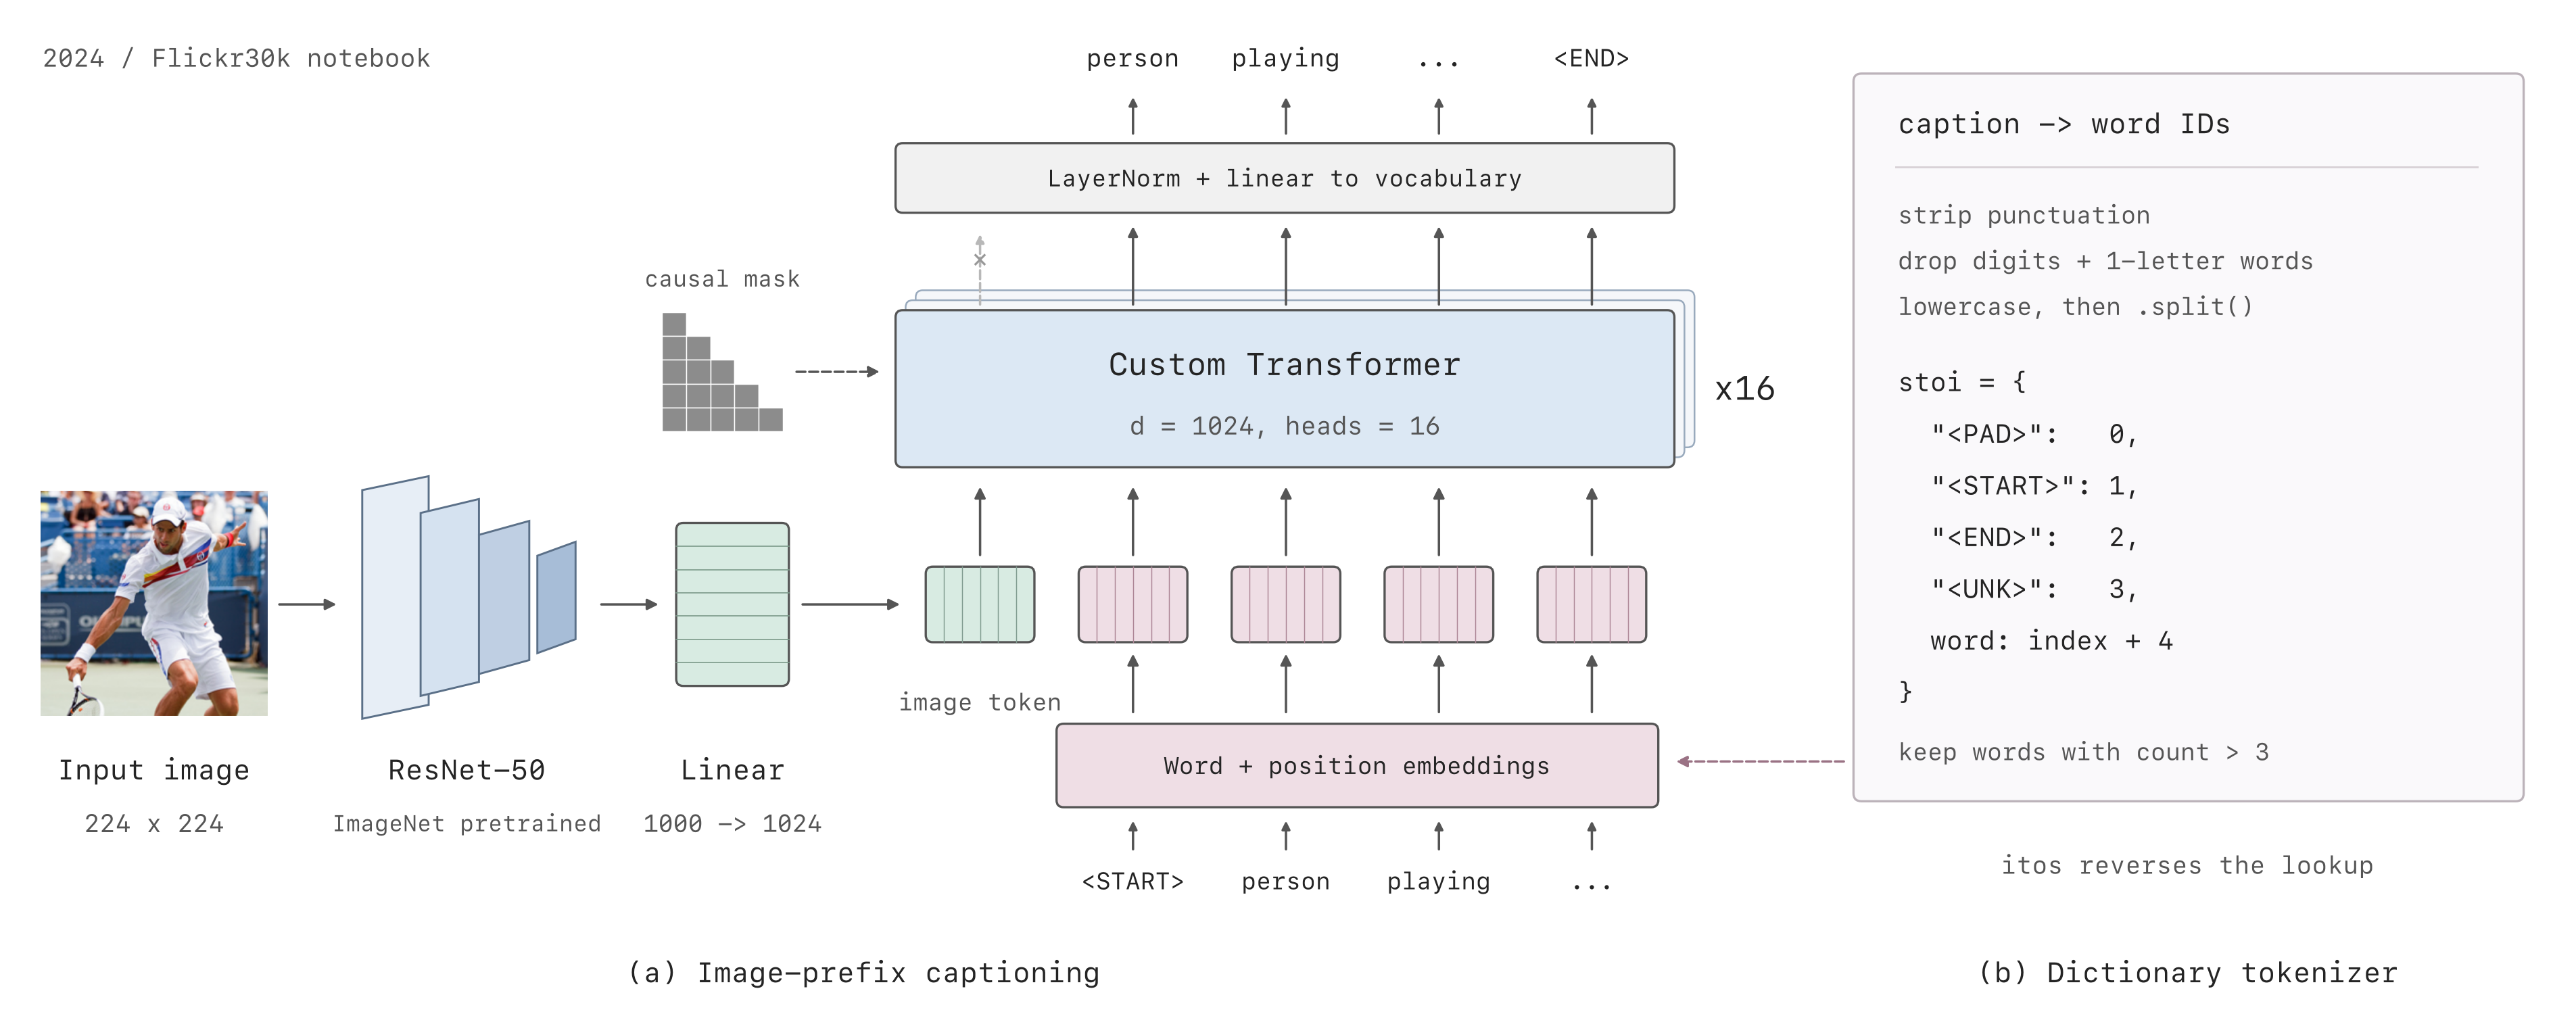 2024 / Flickr30k notebook
person playing ... <END>
LayerNorm + linear to vocabulary
causal mask
Custom Transformer
d = 1024, heads = 16
x16
image token
Word + position embeddings
<START> person playing ...
Input image
224 x 224
ResNet-50
ImageNet pretrained
Linear
1000 -> 1024
(a) Image-prefix captioning
caption -> word IDs
strip punctuation
drop digits + 1-letter words
lowercase, then .split()
stoi = {
"<PAD>": 0,
"<START>": 1,
"<END>": 2,
"<UNK>": 3,
word: index + 4
}
keep words with count > 3
itos reverses the lookup
(b) Dictionary tokenizer